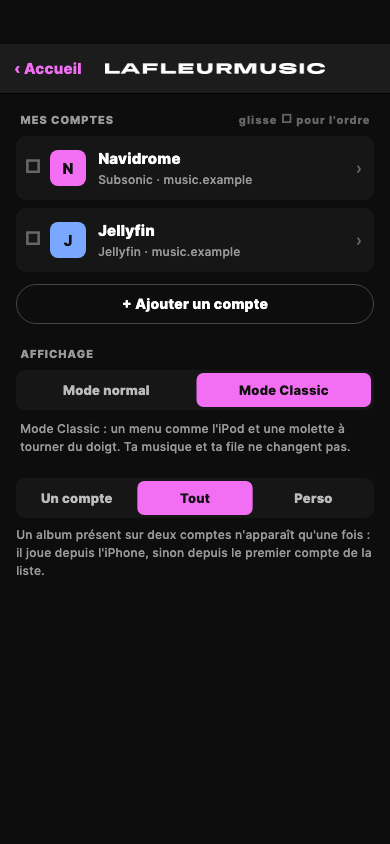 ‹ Accueil
LAFLEURMUSIC
MES COMPTES
glisse □ pour l'ordre
N
Navidrome
Subsonic · music.example
›
J
Jellyfin
Jellyfin · music.example
›
+ Ajouter un compte
AFFICHAGE
Mode normal
Mode Classic
Mode Classic : un menu comme l'iPod et une molette à
tourner du doigt. Ta musique et ta file ne changent pas.
Un compte
Tout
Perso
Un album présent sur deux comptes n'apparaît qu'une fois :
il joue depuis l'iPhone, sinon depuis le premier compte de la
liste.